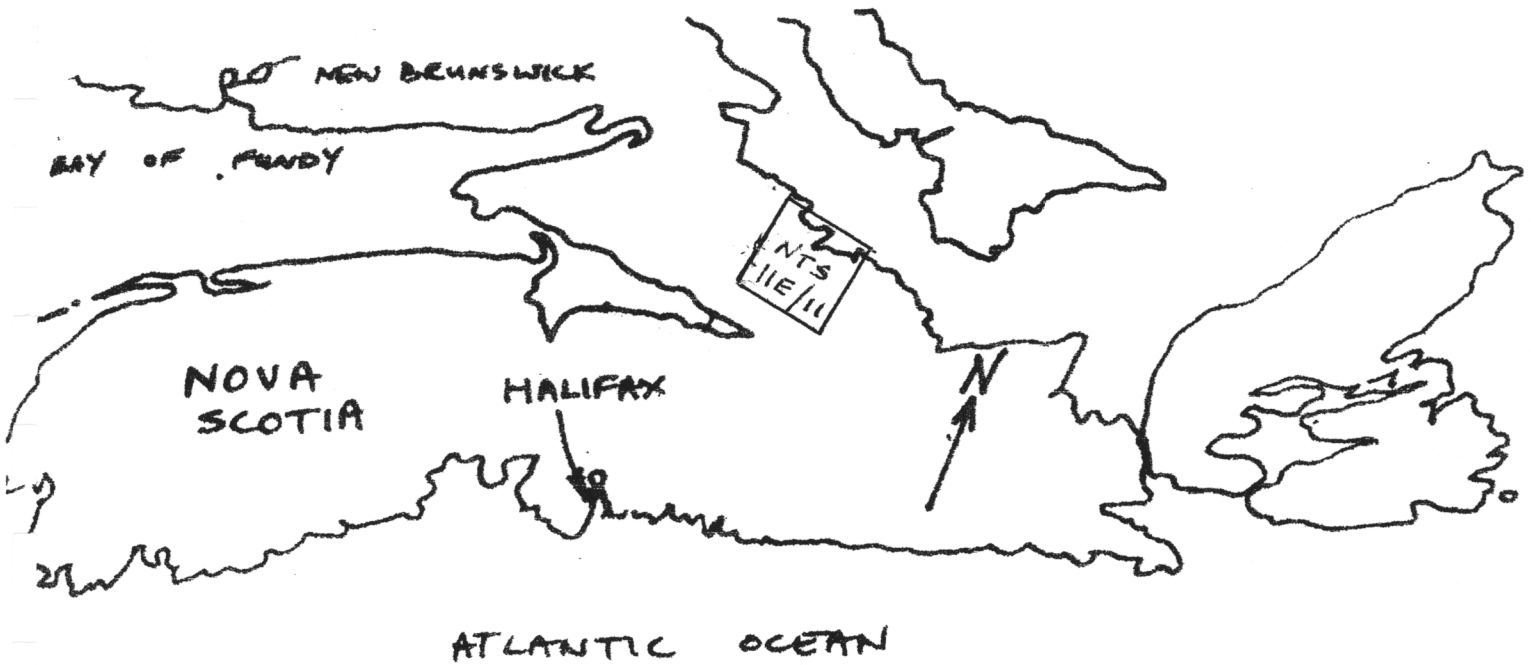 NEW BRUNSWICK
BAY OF FUNDY
NTS
11E/11
NOVA
SCOTIA
HALIFAX
N
ATLANTIC OCEAN